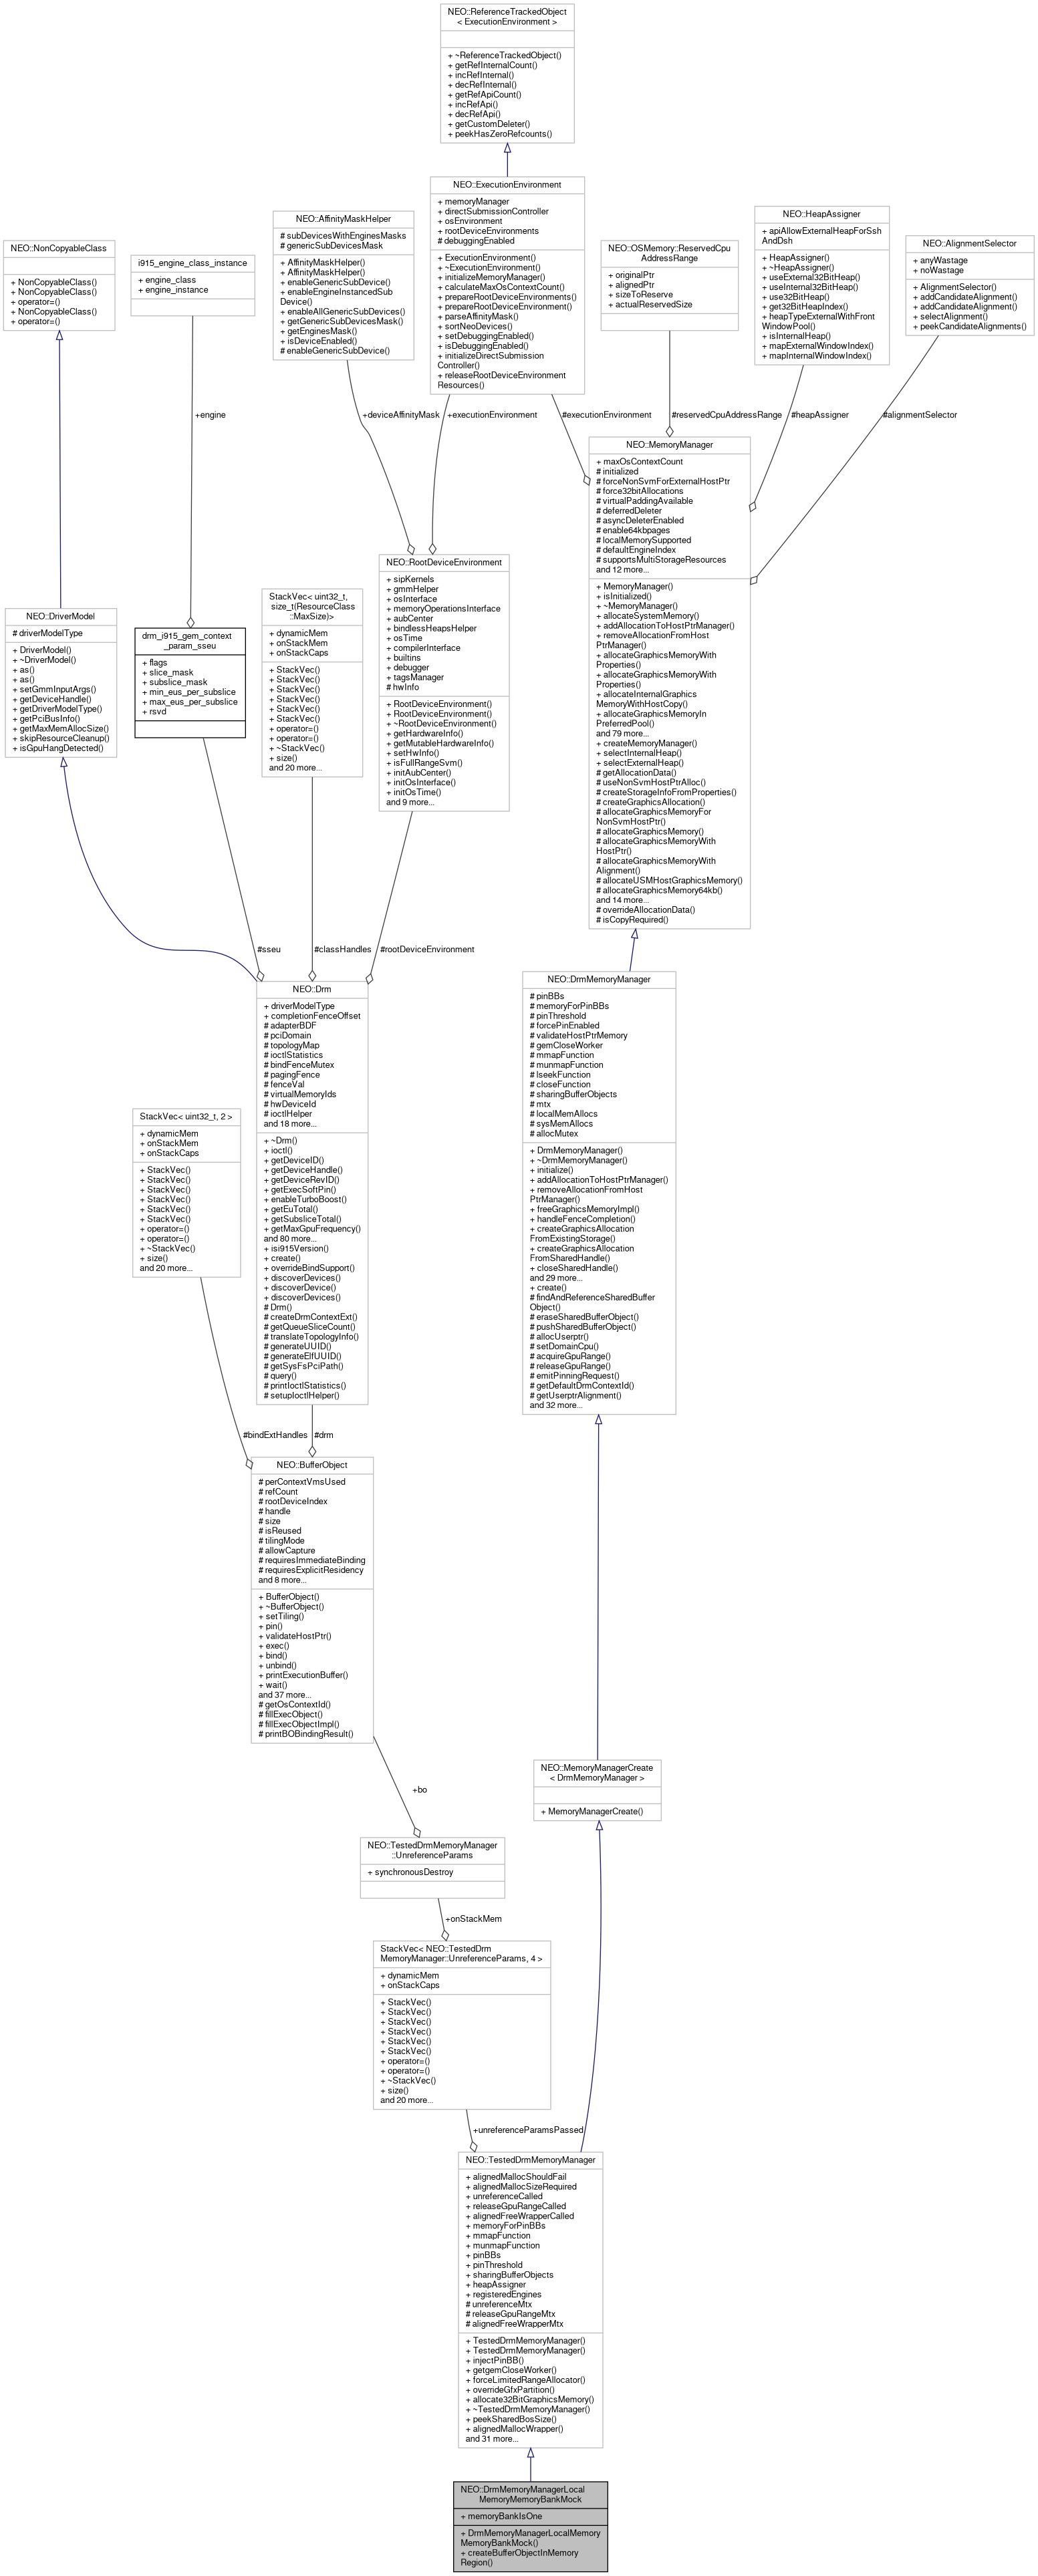 NEO::ReferenceTrackedObject
< ExecutionEnvironment >
+ ~ReferenceTrackedObject()
+ getRefInternalCount()
+ incRefInternal()
+ decRefInternal()
+ getRefApiCount()
+ incRefApi()
+ decRefApi()
+ getCustomDeleter()
+ peekHasZeroRefcounts()
NEO::ExecutionEnvironment
+ memoryManager
+ directSubmissionController
+ osEnvironment
+ rootDeviceEnvironments
# debuggingEnabled
+ ExecutionEnvironment()
+ ~ExecutionEnvironment()
+ initializeMemoryManager()
+ calculateMaxOsContextCount()
+ prepareRootDeviceEnvironments()
+ prepareRootDeviceEnvironment()
+ parseAffinityMask()
+ sortNeoDevices()
+ setDebuggingEnabled()
+ isDebuggingEnabled()
+ initializeDirectSubmission
Controller()
+ releaseRootDeviceEnvironment
Resources()
NEO::AffinityMaskHelper
# subDevicesWithEnginesMasks
# genericSubDevicesMask
+ AffinityMaskHelper()
+ AffinityMaskHelper()
+ enableGenericSubDevice()
+ enableEngineInstancedSub
Device()
+ enableAllGenericSubDevices()
+ getGenericSubDevicesMask()
+ getEnginesMask()
+ isDeviceEnabled()
# enableGenericSubDevice()
NEO::HeapAssigner
+ apiAllowExternalHeapForSsh
AndDsh
+ HeapAssigner()
+ ~HeapAssigner()
+ useExternal32BitHeap()
+ useInternal32BitHeap()
+ use32BitHeap()
+ get32BitHeapIndex()
+ heapTypeExternalWithFront
WindowPool()
+ isInternalHeap()
+ mapExternalWindowIndex()
+ mapInternalWindowIndex()
NEO::AlignmentSelector
+ anyWastage
+ noWastage
+ AlignmentSelector()
+ addCandidateAlignment()
+ addCandidateAlignment()
+ selectAlignment()
+ peekCandidateAlignments()
NEO::OSMemory::ReservedCpu
AddressRange
+ originalPtr
+ alignedPtr
+ sizeToReserve
+ actualReservedSize
NEO::NonCopyableClass
+ NonCopyableClass()
+ NonCopyableClass()
+ operator=()
+ NonCopyableClass()
+ operator=()
i915_engine_class_instance
+ engine_class
+ engine_instance
+engine
+deviceAffinityMask
+executionEnvironment
#executionEnvironment
#reservedCpuAddressRange
#heapAssigner
#alignmentSelector
NEO::MemoryManager
+ maxOsContextCount
# initialized
# forceNonSvmForExternalHostPtr
# force32bitAllocations
# virtualPaddingAvailable
# deferredDeleter
# asyncDeleterEnabled
# enable64kbpages
# localMemorySupported
# defaultEngineIndex
# supportsMultiStorageResources
and 12 more...
+ MemoryManager()
+ isInitialized()
+ ~MemoryManager()
+ allocateSystemMemory()
+ addAllocationToHostPtrManager()
+ removeAllocationFromHost
PtrManager()
+ allocateGraphicsMemoryWith
Properties()
+ allocateGraphicsMemoryWith
Properties()
+ allocateInternalGraphics
MemoryWithHostCopy()
+ allocateGraphicsMemoryIn
PreferredPool()
and 79 more...
+ createMemoryManager()
+ selectInternalHeap()
+ selectExternalHeap()
# getAllocationData()
# useNonSvmHostPtrAlloc()
# createStorageInfoFromProperties()
# createGraphicsAllocation()
# allocateGraphicsMemoryFor
NonSvmHostPtr()
# allocateGraphicsMemory()
# allocateGraphicsMemoryWith
HostPtr()
# allocateGraphicsMemoryWith
Alignment()
# allocateUSMHostGraphicsMemory()
# allocateGraphicsMemory64kb()
and 14 more...
# overrideAllocationData()
# isCopyRequired()
NEO::RootDeviceEnvironment
+ sipKernels
+ gmmHelper
+ osInterface
+ memoryOperationsInterface
+ aubCenter
+ bindlessHeapsHelper
+ osTime
+ compilerInterface
+ builtins
+ debugger
+ tagsManager
# hwInfo
+ RootDeviceEnvironment()
+ RootDeviceEnvironment()
+ ~RootDeviceEnvironment()
+ getHardwareInfo()
+ getMutableHardwareInfo()
+ setHwInfo()
+ isFullRangeSvm()
+ initAubCenter()
+ initOsInterface()
+ initOsTime()
and 9 more...
StackVec< uint32_t,
size_t(ResourceClass
::MaxSize)>
+ dynamicMem
+ onStackMem
+ onStackCaps
+ StackVec()
+ StackVec()
+ StackVec()
+ StackVec()
+ StackVec()
+ StackVec()
+ operator=()
+ operator=()
+ ~StackVec()
+ size()
and 20 more...
NEO::DriverModel
# driverModelType
+ DriverModel()
+ ~DriverModel()
+ as()
+ as()
+ setGmmInputArgs()
+ getDeviceHandle()
+ getDriverModelType()
+ getPciBusInfo()
+ getMaxMemAllocSize()
+ skipResourceCleanup()
+ isGpuHangDetected()
drm_i915_gem_context
_param_sseu
+ flags
+ slice_mask
+ subslice_mask
+ min_eus_per_subslice
+ max_eus_per_subslice
+ rsvd
#sseu
#classHandles
#rootDeviceEnvironment
NEO::Drm
+ driverModelType
+ completionFenceOffset
# adapterBDF
# pciDomain
# topologyMap
# ioctlStatistics
# bindFenceMutex
# pagingFence
# fenceVal
# virtualMemoryIds
# hwDeviceId
# ioctlHelper
and 18 more...
+ ~Drm()
+ ioctl()
+ getDeviceID()
+ getDeviceHandle()
+ getDeviceRevID()
+ getExecSoftPin()
+ enableTurboBoost()
+ getEuTotal()
+ getSubsliceTotal()
+ getMaxGpuFrequency()
and 80 more...
+ isi915Version()
+ create()
+ overrideBindSupport()
+ discoverDevices()
+ discoverDevice()
+ discoverDevices()
# Drm()
# createDrmContextExt()
# getQueueSliceCount()
# translateTopologyInfo()
# generateUUID()
# generateElfUUID()
# getSysFsPciPath()
# query()
# printIoctlStatistics()
# setupIoctlHelper()
NEO::DrmMemoryManager
# pinBBs
# memoryForPinBBs
# pinThreshold
# forcePinEnabled
# validateHostPtrMemory
# gemCloseWorker
# mmapFunction
# munmapFunction
# lseekFunction
# closeFunction
# sharingBufferObjects
# mtx
# localMemAllocs
# sysMemAllocs
# allocMutex
+ DrmMemoryManager()
+ ~DrmMemoryManager()
+ initialize()
+ addAllocationToHostPtrManager()
+ removeAllocationFromHost
PtrManager()
+ freeGraphicsMemoryImpl()
+ handleFenceCompletion()
+ createGraphicsAllocation
FromExistingStorage()
+ createGraphicsAllocation
FromSharedHandle()
+ closeSharedHandle()
and 29 more...
+ create()
# findAndReferenceSharedBuffer
Object()
# eraseSharedBufferObject()
# pushSharedBufferObject()
# allocUserptr()
# setDomainCpu()
# acquireGpuRange()
# releaseGpuRange()
# emitPinningRequest()
# getDefaultDrmContextId()
# getUserptrAlignment()
and 32 more...
StackVec< uint32_t, 2 >
+ dynamicMem
+ onStackMem
+ onStackCaps
+ StackVec()
+ StackVec()
+ StackVec()
+ StackVec()
+ StackVec()
+ StackVec()
+ operator=()
+ operator=()
+ ~StackVec()
+ size()
and 20 more...
#bindExtHandles
#drm
NEO::BufferObject
# perContextVmsUsed
# refCount
# rootDeviceIndex
# handle
# size
# isReused
# tilingMode
# allowCapture
# requiresImmediateBinding
# requiresExplicitResidency
and 8 more...
+ BufferObject()
+ ~BufferObject()
+ setTiling()
+ pin()
+ validateHostPtr()
+ exec()
+ bind()
+ unbind()
+ printExecutionBuffer()
+ wait()
and 37 more...
# getOsContextId()
# fillExecObject()
# fillExecObjectImpl()
# printBOBindingResult()
+bo
NEO::MemoryManagerCreate
< DrmMemoryManager >
+ MemoryManagerCreate()
NEO::TestedDrmMemoryManager
::UnreferenceParams
+ synchronousDestroy
+onStackMem
StackVec< NEO::TestedDrm
MemoryManager::UnreferenceParams, 4 >
+ dynamicMem
+ onStackCaps
+ StackVec()
+ StackVec()
+ StackVec()
+ StackVec()
+ StackVec()
+ StackVec()
+ operator=()
+ operator=()
+ ~StackVec()
+ size()
and 20 more...
+unreferenceParamsPassed
NEO::TestedDrmMemoryManager
+ alignedMallocShouldFail
+ alignedMallocSizeRequired
+ unreferenceCalled
+ releaseGpuRangeCalled
+ alignedFreeWrapperCalled
+ memoryForPinBBs
+ mmapFunction
+ munmapFunction
+ pinBBs
+ pinThreshold
+ sharingBufferObjects
+ heapAssigner
+ registeredEngines
# unreferenceMtx
# releaseGpuRangeMtx
# alignedFreeWrapperMtx
+ TestedDrmMemoryManager()
+ TestedDrmMemoryManager()
+ injectPinBB()
+ getgemCloseWorker()
+ forceLimitedRangeAllocator()
+ overrideGfxPartition()
+ allocate32BitGraphicsMemory()
+ ~TestedDrmMemoryManager()
+ peekSharedBosSize()
+ alignedMallocWrapper()
and 31 more...
NEO::DrmMemoryManagerLocal
MemoryMemoryBankMock
+ memoryBankIsOne
+ DrmMemoryManagerLocalMemory
MemoryBankMock()
+ createBufferObjectInMemory
Region()